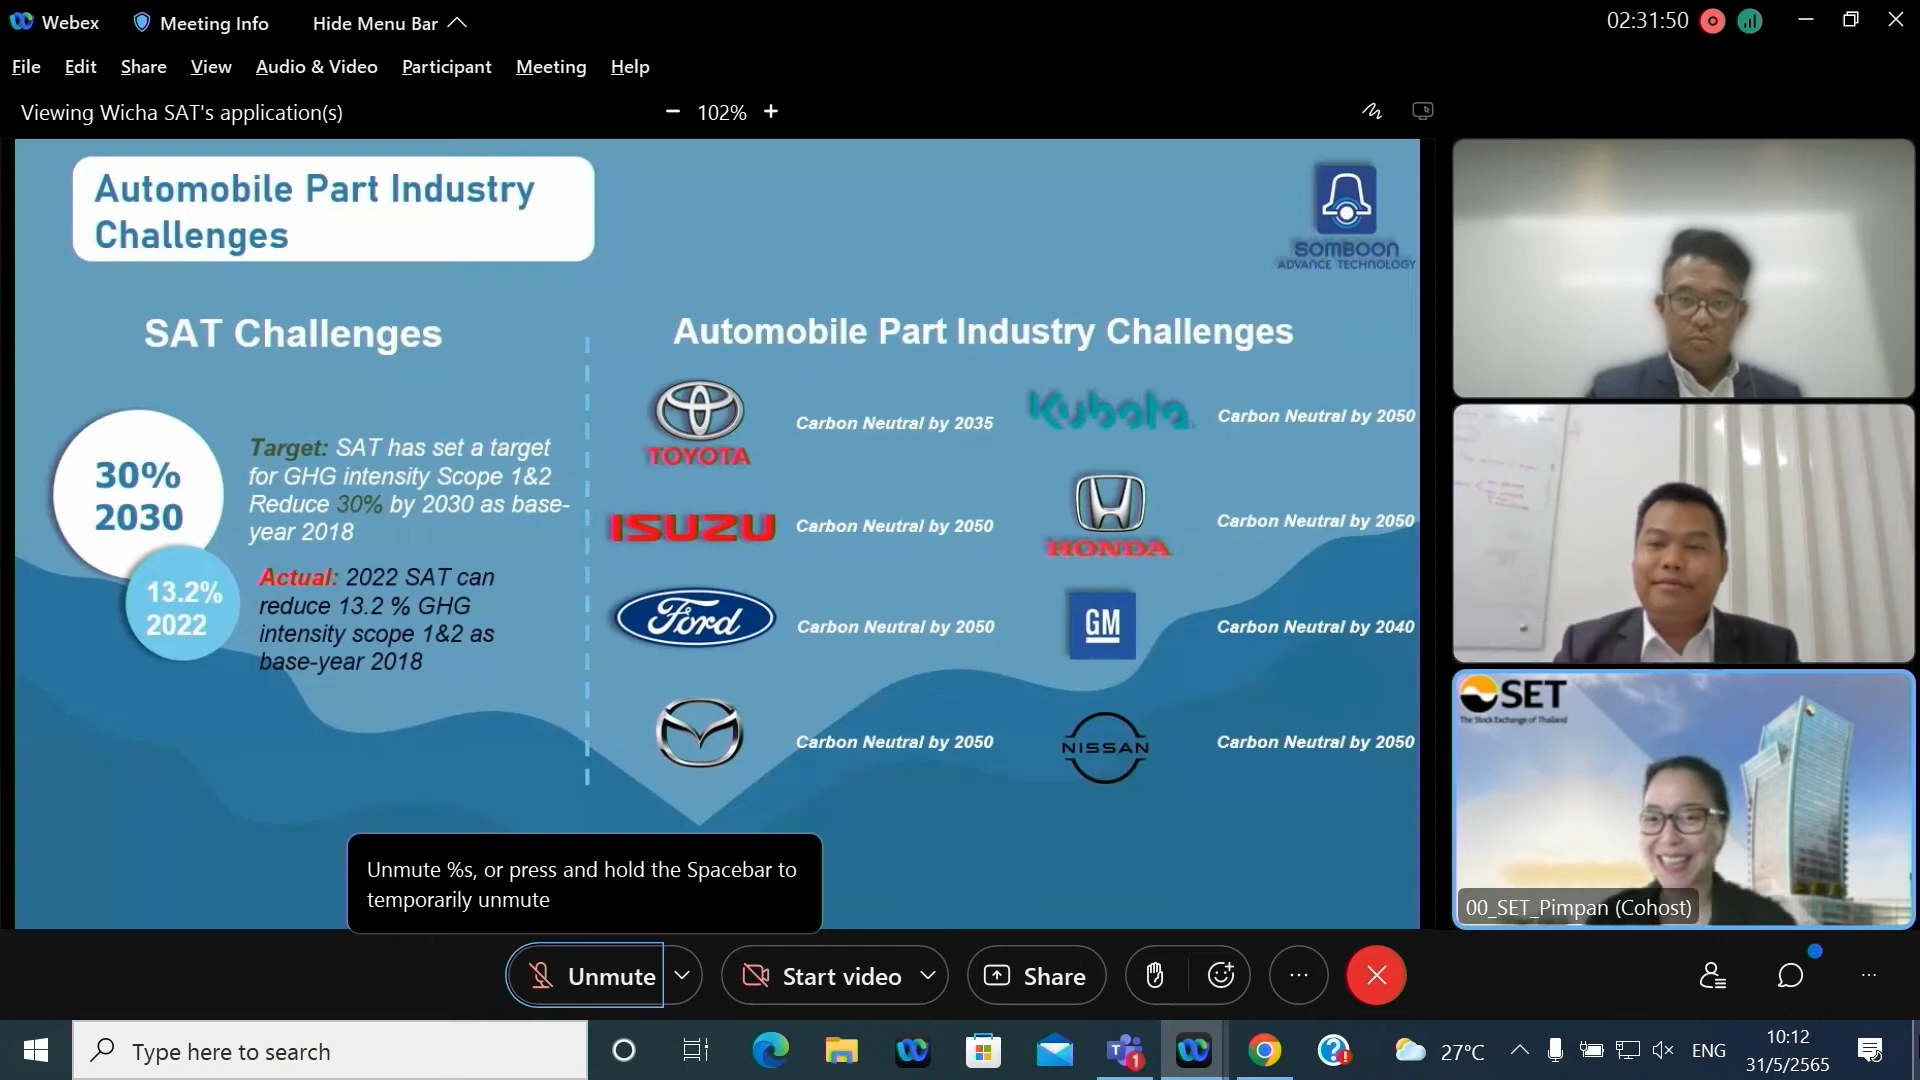 Webex
Meeting Info
Hide Menu Bar
02:31:50
File Edit Share View Audio & Video Participant Meeting Help
Viewing Wicha SAT's application(s)
102%
Automobile Part Industry
Challenges
SOMBOON
ADVANCE TECHNOLOGY
SAT Challenges
30%
2030
Target: SAT has set a target
for GHG intensity Scope 1&2
Reduce 30% by 2030 as base-
year 2018
13.2%
2022
Actual: 2022 SAT can
reduce 13.2 % GHG
intensity scope 1&2 as
base-year 2018
Automobile Part Industry Challenges
TOYOTA
Carbon Neutral by 2035
Kubota
Carbon Neutral by 2050
ISUZU
Carbon Neutral by 2050
HONDA
Carbon Neutral by 2050
Ford
Carbon Neutral by 2050
GM
Carbon Neutral by 2040
Carbon Neutral by 2050
NISSAN
Carbon Neutral by 2050
SET
The Stock Exchange of Thailand
00_SET_Pimpan (Cohost)
Unmute %s, or press and hold the Spacebar to
temporarily unmute
Unmute
Start video
Share
Type here to search
1
27°C
ENG
10:12
31/5/2565